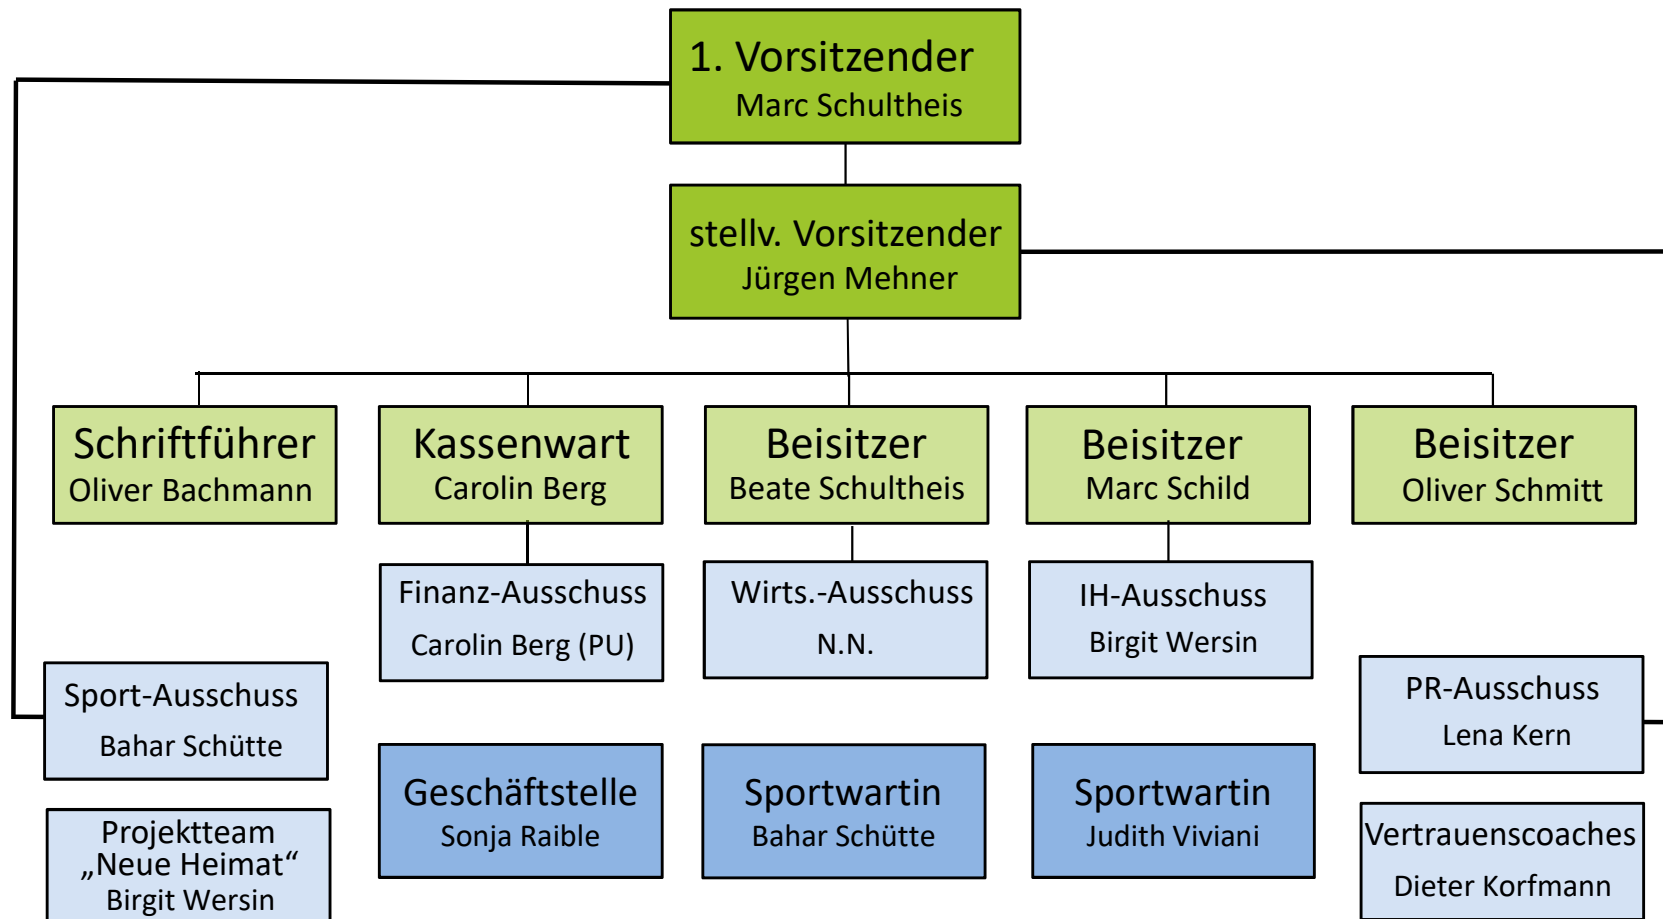 1. Vorsitzender
Marc Schultheis
stellv. Vorsitzender
Jürgen Mehner
Schriftführer
Oliver Bachmann
Kassenwart
Carolin Berg
Beisitzer
Beate Schultheis
Beisitzer
Marc Schild
Beisitzer
Oliver Schmitt
Finanz-Ausschuss
Carolin Berg (PU)
Wirts.-Ausschuss
N.N.
IH-Ausschuss
Birgit Wersin
Sport-Ausschuss
Bahar Schütte
PR-Ausschuss
Lena Kern
Geschäftstelle
Sonja Raible
Sportwartin
Bahar Schütte
Sportwartin
Judith Viviani
Projektteam
„Neue Heimat“
Birgit Wersin
Vertrauenscoaches
Dieter Korfmann